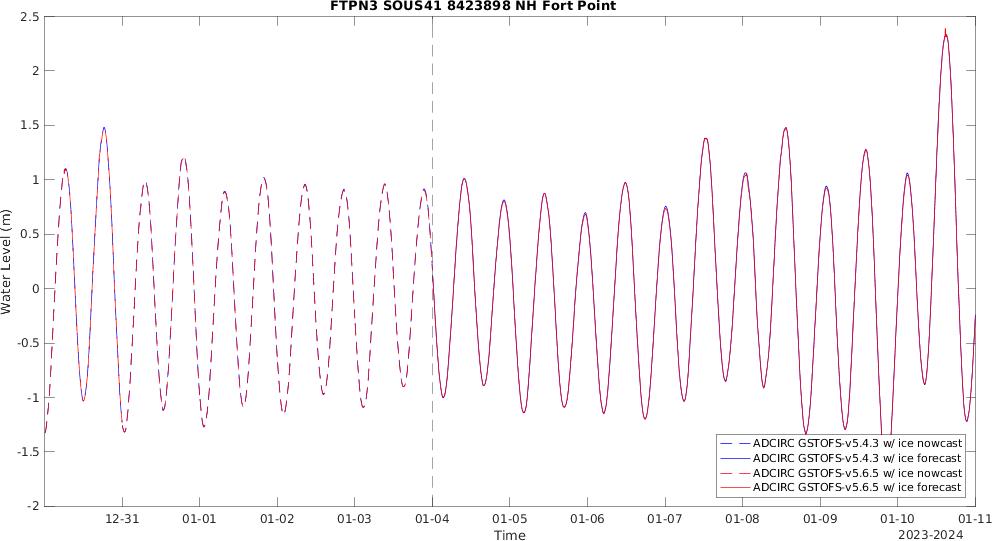 FTPN3 SOUS41 8423898 NH Fort Point
2.5
2
1.5
1
0.5
0
-0.5
-1
-1.5
-2
Water Level (m)
12-31 01-01 01-02 01-03 01-04 01-05 01-06 01-07 01-08 01-09 01-10 01-11
Time
2023-2024
ADCIRC GSTOFS-v5.4.3 w/ ice nowcast
ADCIRC GSTOFS-v5.4.3 w/ ice forecast
ADCIRC GSTOFS-v5.6.5 w/ ice nowcast
ADCIRC GSTOFS-v5.6.5 w/ ice forecast